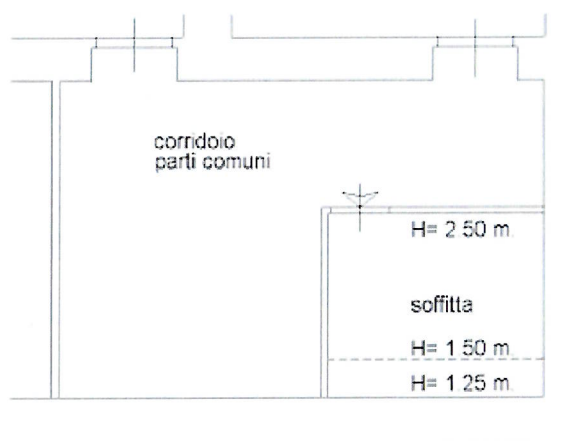 corridoio
parti comuni
H= 2.50 m.
soffitta
H= 1.50 m.
H= 1.25 m.